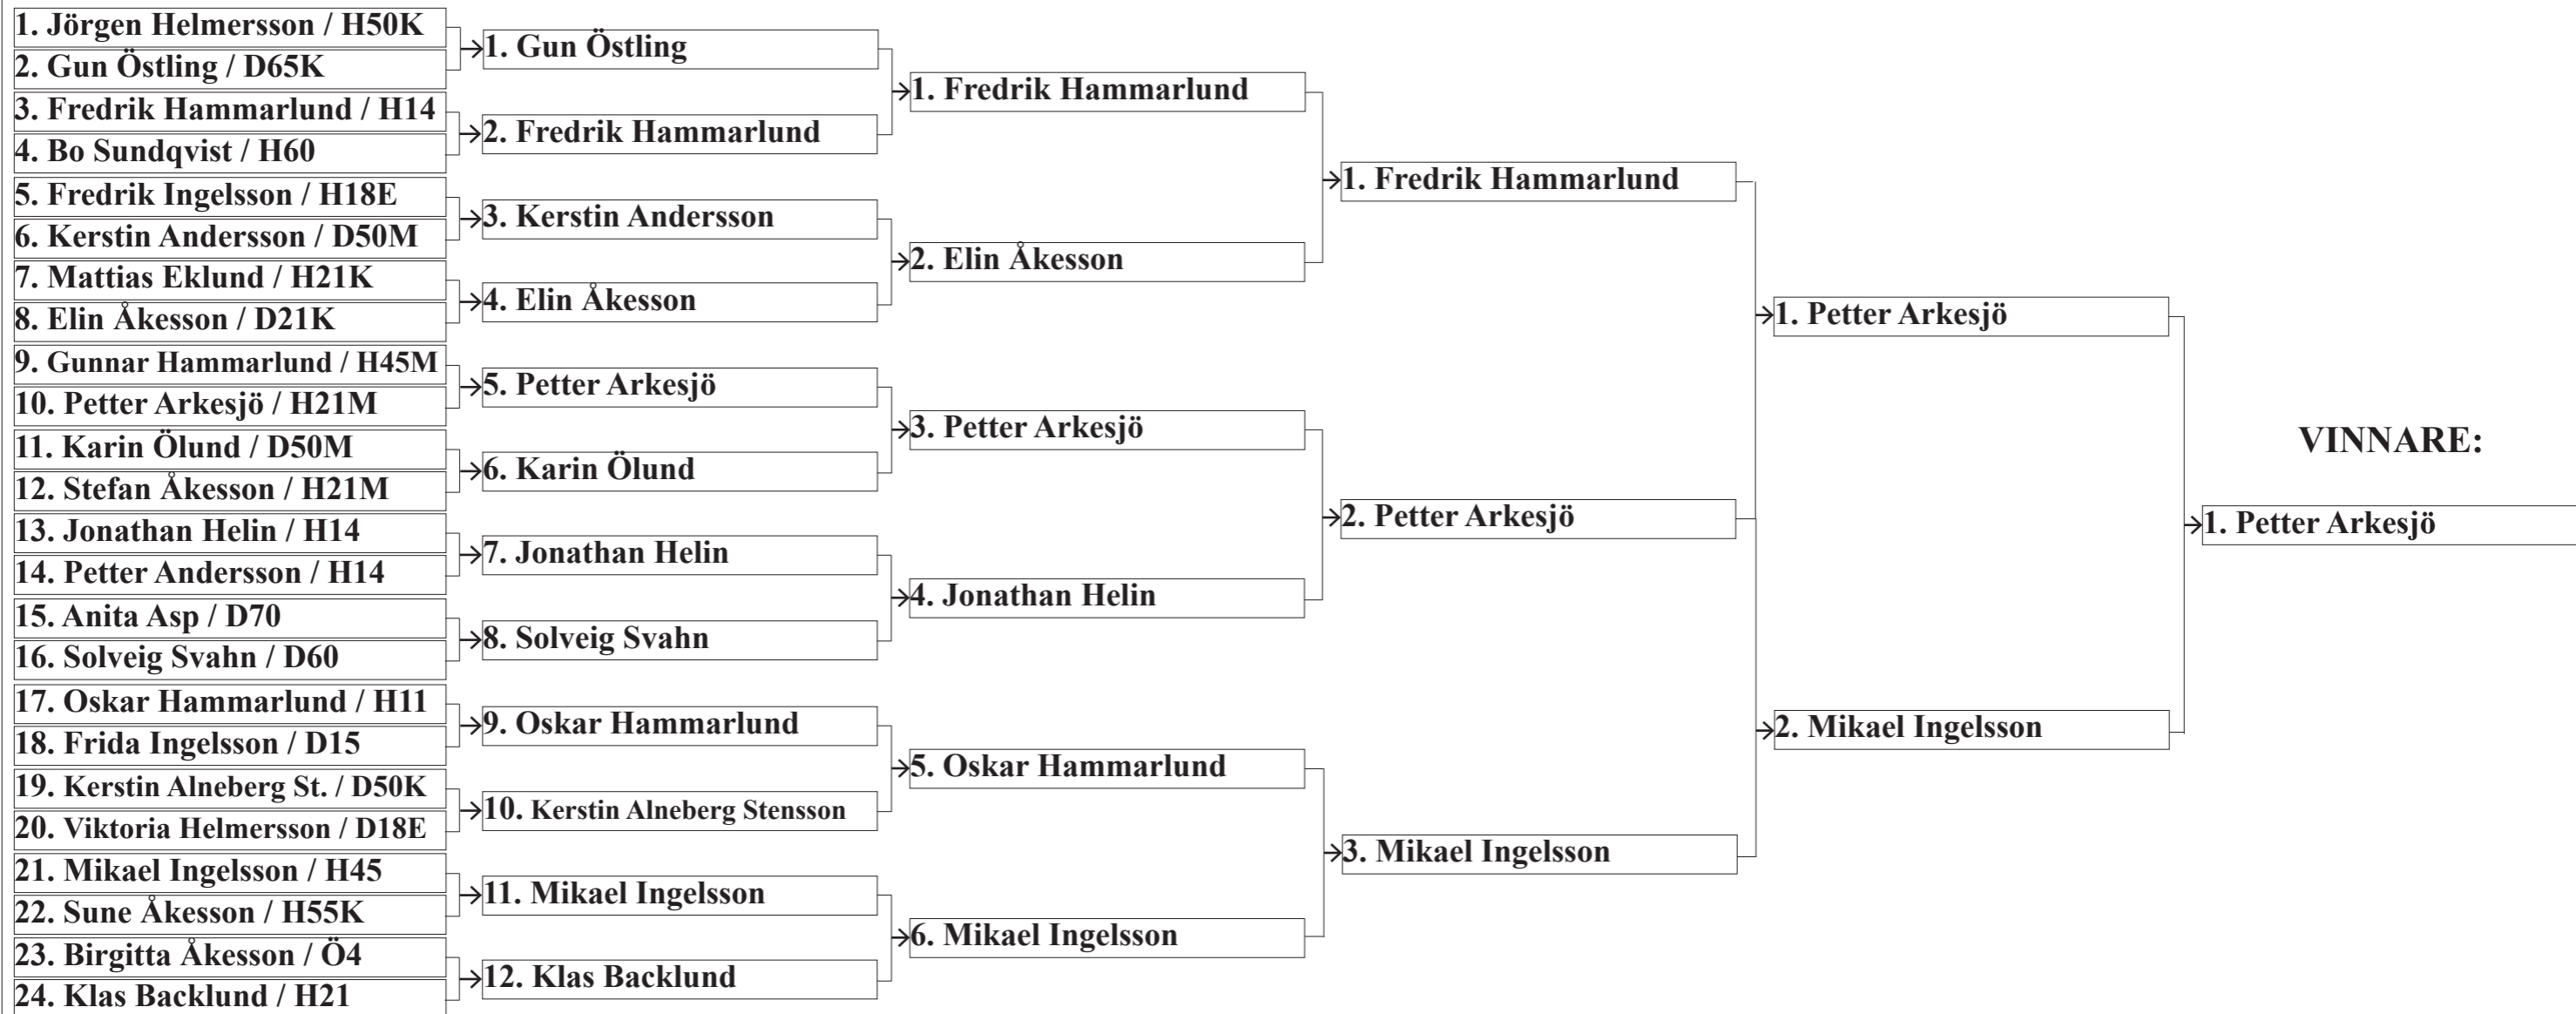 1. Jörgen Helmersson / H50K
2. Gun Östling / D65K
3. Fredrik Hammarlund / H14
4. Bo Sundqvist / H60
5. Fredrik Ingelsson / H18E
6. Kerstin Andersson / D50M
7. Mattias Eklund / H21K
8. Elin Åkesson / D21K
9. Gunnar Hammarlund / H45M
10. Petter Arkesjö / H21M
11. Karin Ölund / D50M
12. Stefan Åkesson / H21M
13. Jonathan Helin / H14
14. Petter Andersson / H14
15. Anita Asp / D70
16. Solveig Svahn / D60
17. Oskar Hammarlund / H11
18. Frida Ingelsson / D15
19. Kerstin Alneberg St. / D50K
20. Viktoria Helmersson / D18E
21. Mikael Ingelsson / H45
22. Sune Åkesson / H55K
23. Birgitta Åkesson / Ö4
24. Klas Backlund / H21
1. Gun Östling
2. Fredrik Hammarlund
3. Kerstin Andersson
4. Elin Åkesson
5. Petter Arkesjö
6. Karin Ölund
7. Jonathan Helin
8. Solveig Svahn
9. Oskar Hammarlund
10. Kerstin Alneberg Stensson
11. Mikael Ingelsson
12. Klas Backlund
1. Fredrik Hammarlund
2. Elin Åkesson
3. Petter Arkesjö
4. Jonathan Helin
5. Oskar Hammarlund
6. Mikael Ingelsson
1. Fredrik Hammarlund
2. Petter Arkesjö
3. Mikael Ingelsson
1. Petter Arkesjö
2. Mikael Ingelsson
VINNARE:
1. Petter Arkesjö